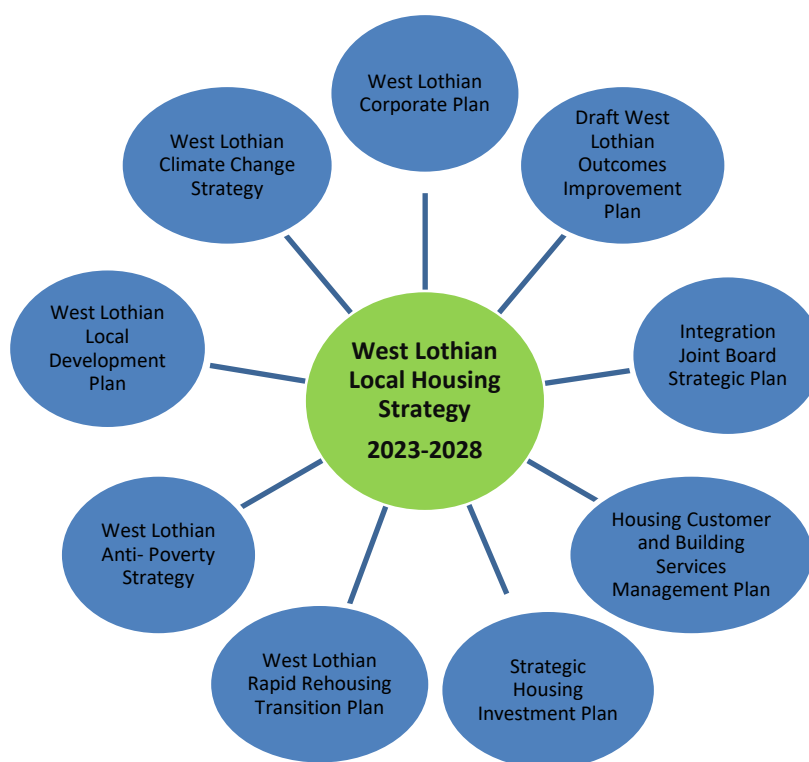 West Lothian
Corporate Plan
Draft West
Lothian
Outcomes
Improvement
Plan
Integration
Joint Board
Strategic Plan
Housing Customer
and Building
Services
Management Plan
Strategic
Housing
Investment Plan
West Lothian
Rapid Rehousing
Transition Plan
West Lothian
Anti- Poverty
Strategy
West Lothian
Local
Development
Plan
West Lothian
Climate Change
Strategy
West Lothian
Local Housing
Strategy
2023-2028